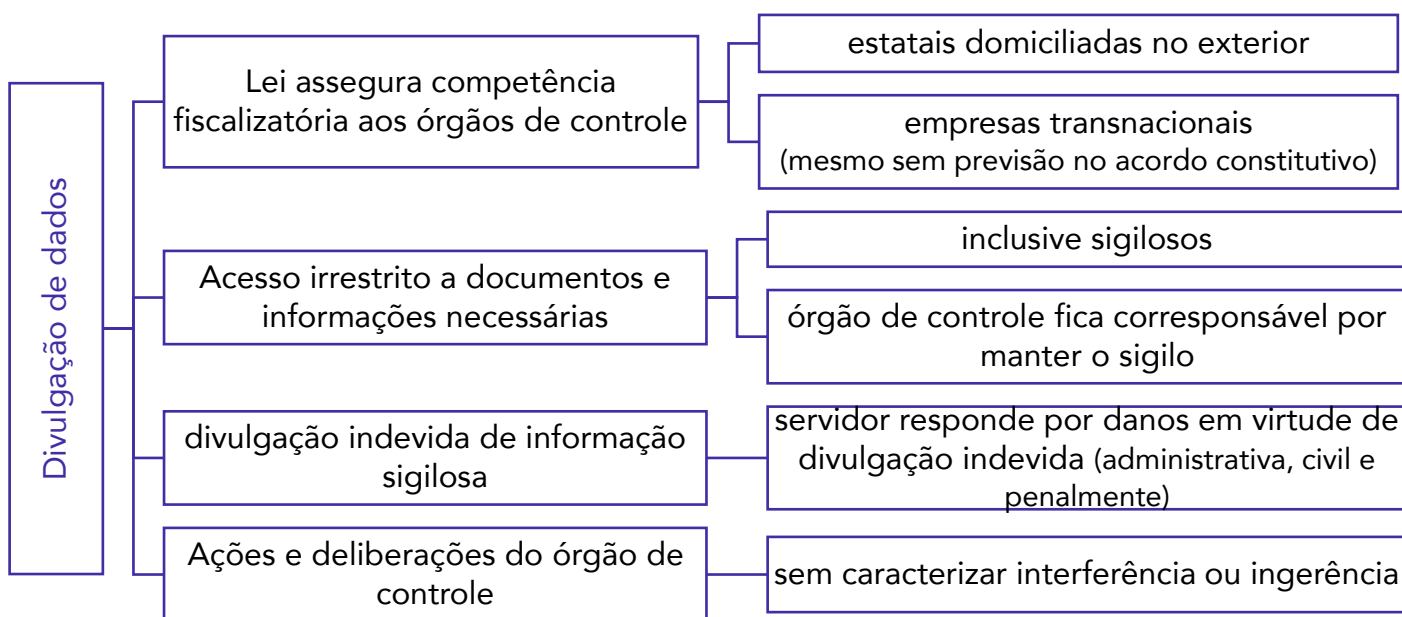 Divulgação de dados
Lei assegura competência
fiscalizatória aos órgãos de controle
estatais domiciliadas no exterior
empresas transnacionais
(mesmo sem previsão no acordo constitutivo)
Acesso irrestrito a documentos e
informações necessárias
inclusive sigilosos
órgão de controle fica corresponsável por
manter o sigilo
divulgação indevida de informação
sigilosa
servidor responde por danos em virtude de
divulgação indevida (administrativa, civil e
penalmente)
Ações e deliberações do órgão de
controle
sem caracterizar interferência ou ingerência